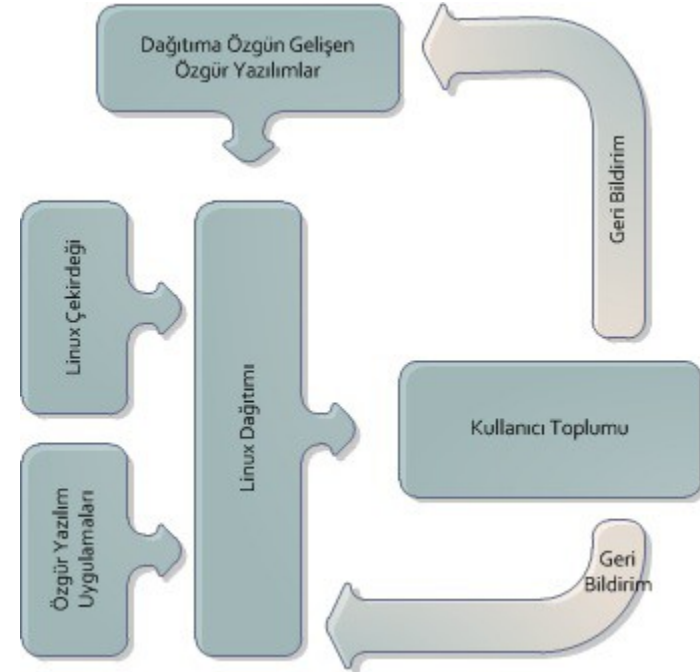 Dağıtıma Özgün Gelişen
Özgür Yazılımlar
Geri Bildirim
Linux Çekirdeği
Linux Dağıtımı
Kullanıcı Toplumu
Özgür Yazılım
Uygulamaları
Geri
Bildirim